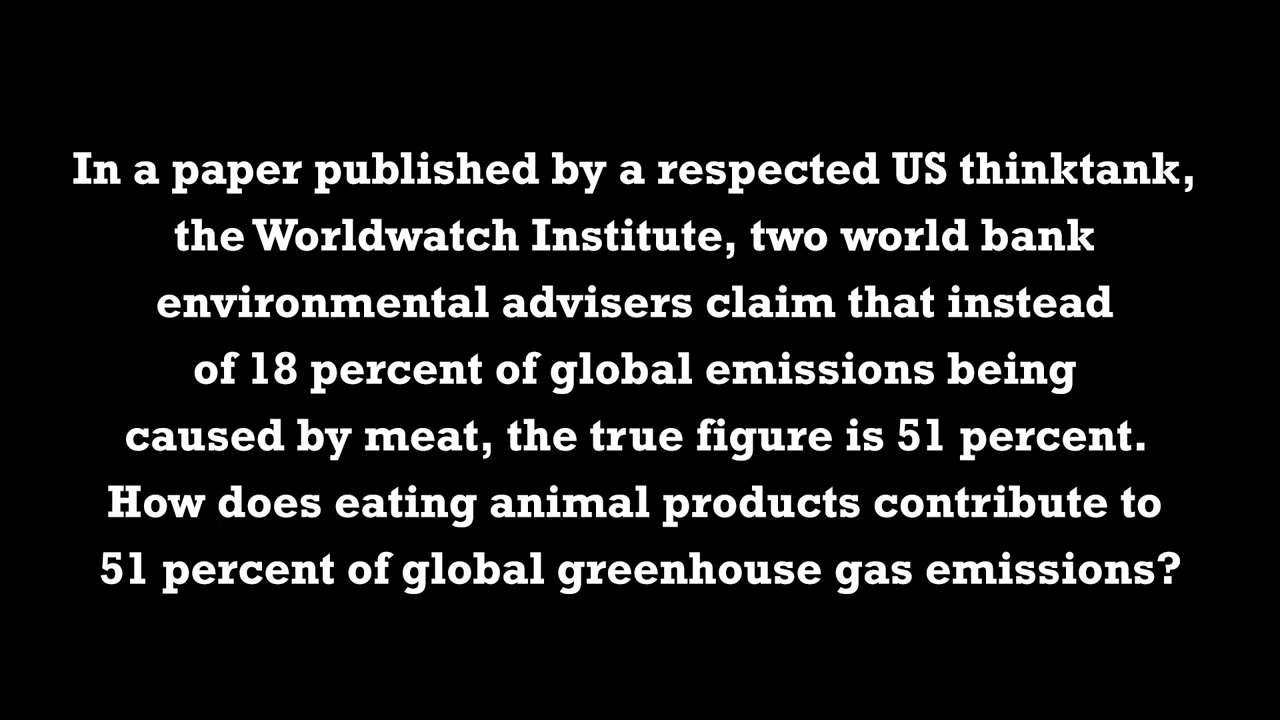 In a paper published by a respected US thinktank,
the Worldwatch Institute, two world bank
environmental advisers claim that instead
of 18 percent of global emissions being
caused by meat, the true figure is 51 percent.
How does eating animal products contribute to
51 percent of global greenhouse gas emissions?